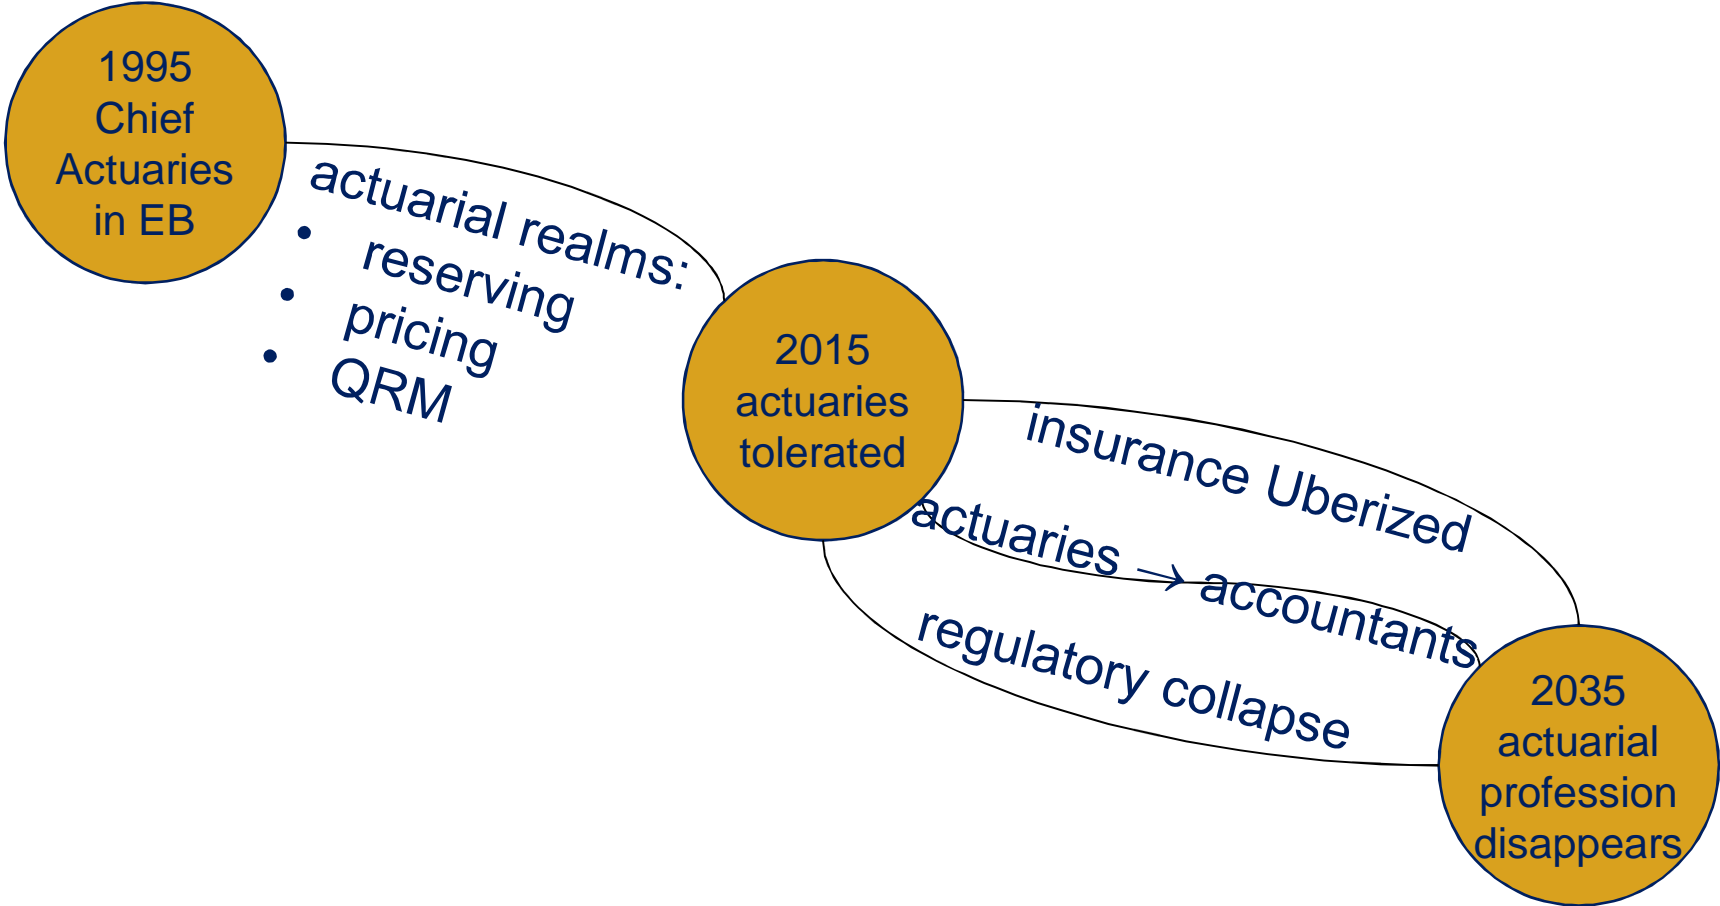 1995
Chief
Actuaries
in EB
actuarial realms:
• reserving
• pricing
• QRM
2015
actuaries
tolerated
insurance Uberized
actuaries → accountants
regulatory collapse
2035
actuarial
profession
disappears